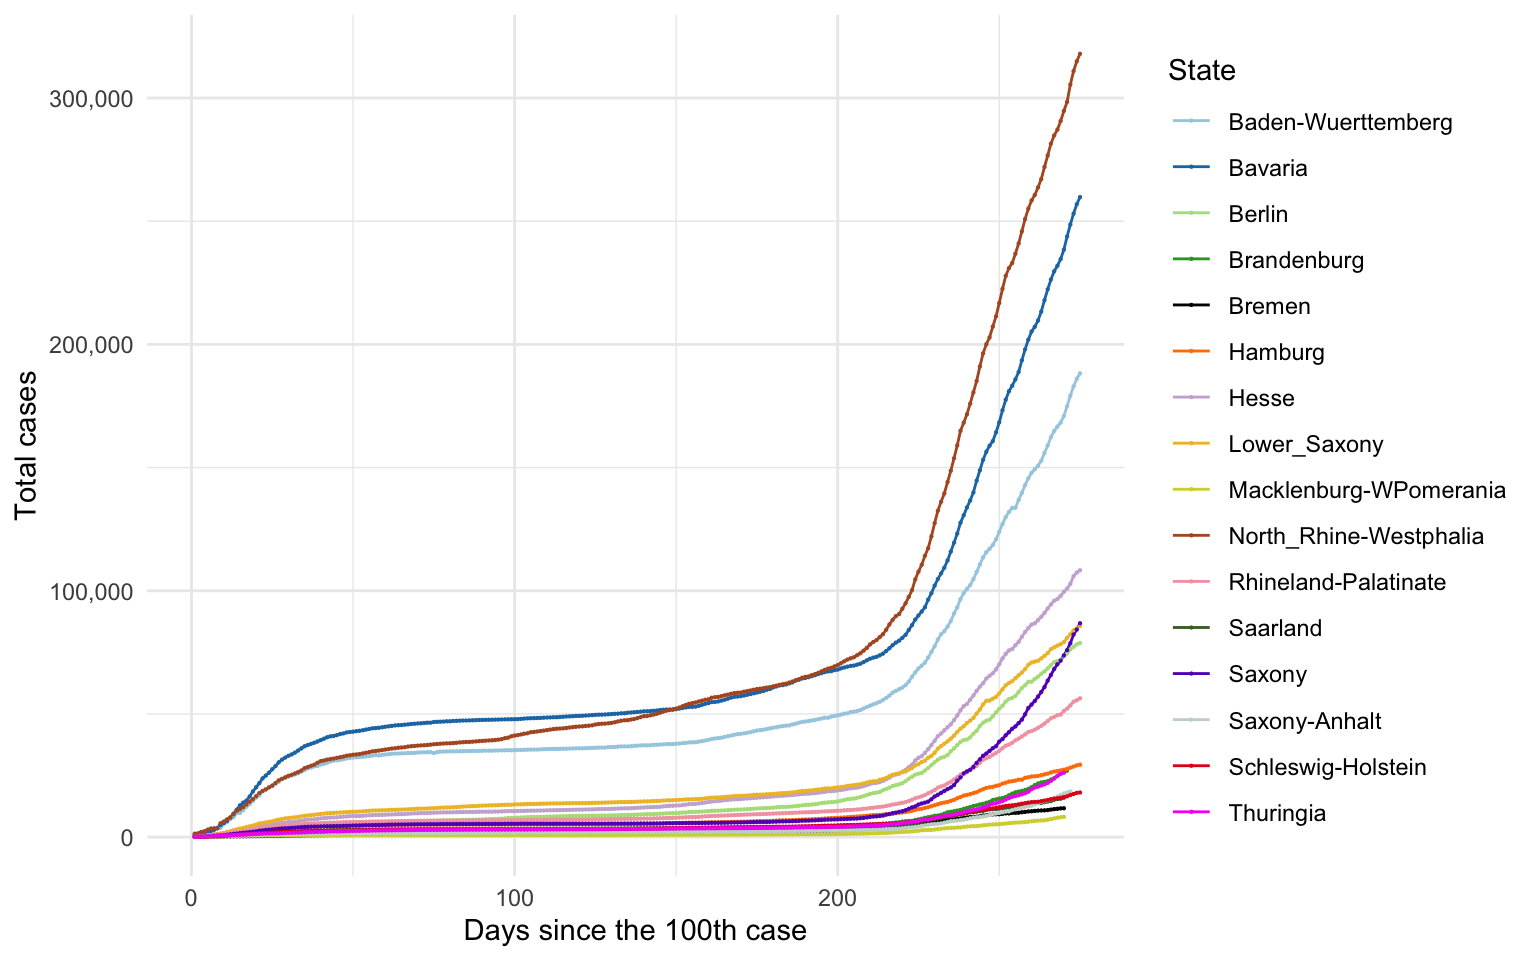 300,000
200,000
100,000
0
Total cases
0
100
200
Days since the 100th case
State
Baden-Wuerttemberg
Bavaria
Berlin
Brandenburg
Bremen
Hamburg
Hesse
Lower_Saxony
Macklenburg-WPomerania
North_Rhine-Westphalia
Rhineland-Palatinate
Saarland
Saxony
Saxony-Anhalt
Schleswig-Holstein
Thuringia